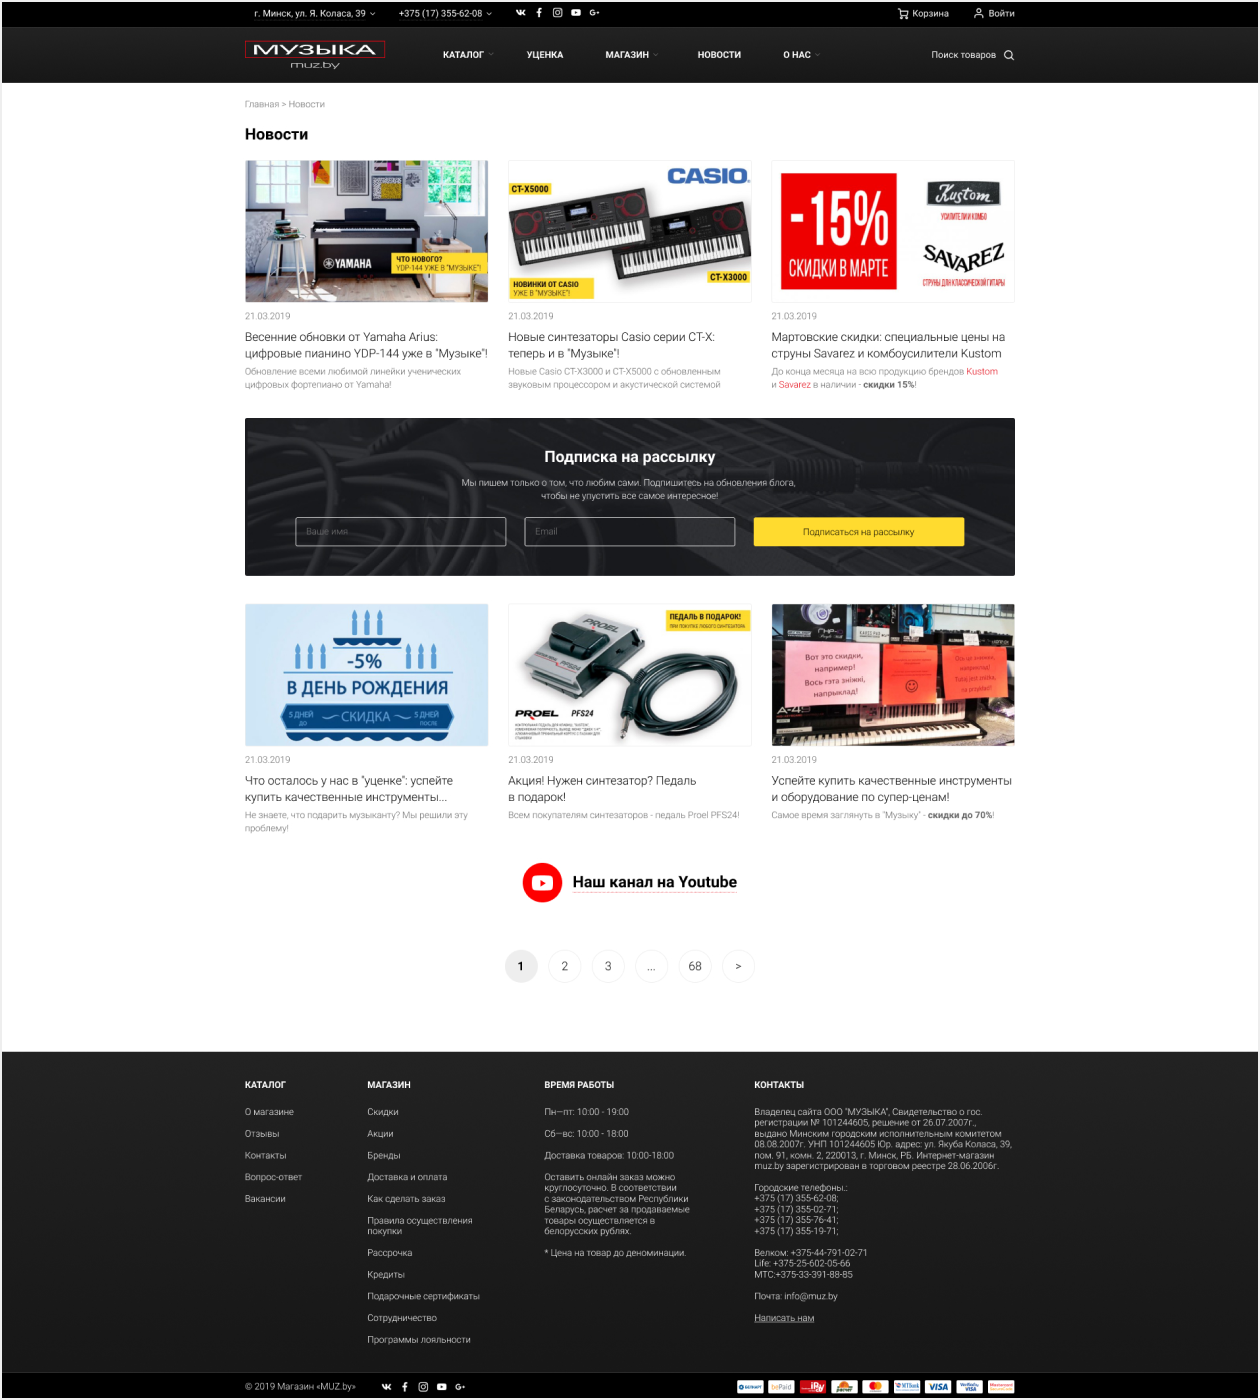 г. Минск, ул. Я. Коласа, 39
+375 (17) 355-62-08
Корзина
Войти
МУЗЫКА
muz.by
КАТАЛОГ
УЦЕНКА
МАГАЗИН
НОВОСТИ
О НАС
Поиск товаров
Главная > Новости
Новости
YAMAHA
ЧТО НОВОГО?
YDP-144 УЖЕ В "МУЗЫКЕ"!
CASIO
CT-X5000
CT-X3000
НОВИНКИ ОТ CASIO
УЖЕ В "МУЗЫКЕ"!
-15%
СКИДКИ В МАРТЕ
Kustom
УСИЛИТЕЛИ И КОМБО
SAVAREZ
СТРУНЫ ДЛЯ КЛАССИЧЕСКОЙ ГИТАРЫ
21.03.2019
Весенние обновки от Yamaha Arius:
цифровые пианино YDP-144 уже в "Музыке"!
Обновление всеми любимой линейки ученических
цифровых фортепиано от Yamaha!
21.03.2019
Новые синтезаторы Casio серии CT-X:
теперь и в "Музыке"!
Новые Casio CT-X3000 и CT-X5000 с обновленным
звуковым процессором и акустической системой
21.03.2019
Мартовские скидки: специальные цены на
струны Savarez и комбоусилители Kustom
До конца месяца на всю продукцию брендов Kustom
и Savarez в наличии - скидки 15%!
Подписка на рассылку
Мы пишем только о том, что любим сами. Подпишитесь на обновления блога,
чтобы не упустить все самое интересное!
Ваше имя
Email
Подписаться на рассылку
-5%
В ДЕНЬ РОЖДЕНИЯ
5 ДНЕЙ
ДО
СКИДКА
5 ДНЕЙ
ПОСЛЕ
ПЕДАЛЬ В ПОДАРОК!
ПРИ ПОКУПКЕ ЛЮБОГО СИНТЕЗАТОРА
PROEL
PFS24
PROEL PFS24
Вот это скидки,
например!
Вось гэта зніжкі,
напрыклад!
21.03.2019
Что осталось у нас в "уценке": успейте
купить качественные инструменты...
Не знаете, что подарить музыканту? Мы решили эту
проблему!
21.03.2019
Акция! Нужен синтезатор? Педаль
в подарок!
Всем покупателям синтезаторов - педаль Proel PFS24!
21.03.2019
Успейте купить качественные инструменты
и оборудование по супер-ценам!
Самое время заглянуть в "Музыку" - скидки до 70%!
Наш канал на Youtube
1
2
3
...
68
>
КАТАЛОГ
О магазине
Отзывы
Контакты
Вопрос-ответ
Вакансии
МАГАЗИН
Скидки
Акции
Бренды
Доставка и оплата
Как сделать заказ
Правила осуществления
покупки
Рассрочка
Кредиты
Подарочные сертификаты
Сотрудничество
Программы лояльности
ВРЕМЯ РАБОТЫ
Пн—пт: 10:00 - 19:00
Сб—вс: 10:00 - 18:00
Доставка товаров: 10:00-18:00
Оставить онлайн заказ можно
круглосуточно. В соответствии
с законодательством Республики
Беларусь, расчет за продаваемые
товары осуществляется в
белорусских рублях.
* Цена на товар до деноминации.
КОНТАКТЫ
Владелец сайта ООО "МУЗЫКА", Свидетельство о гос.
регистрации № 101244605, решение от 26.07.2007г.,
выдано Минским городским исполнительным комитетом
08.08.2007г. УНП 101244605 Юр. адрес: ул. Якуба Коласа, 39,
пом. 91, комн. 2, 220013, г. Минск, РБ. Интернет-магазин
muz.by зарегистрирован в торговом реестре 28.06.2006г.
Городские телефоны.:
+375 (17) 355-62-08;
+375 (17) 355-02-71;
+375 (17) 355-76-41;
+375 (17) 355-19-71;
Велком: +375-44-791-02-71
Life: +375-25-602-05-66
МТС:+375-33-391-88-85
Почта: info@muz.by
Написать нам
© 2019 Магазин «MUZ.by»
БЕЛКАРТ
bePaid
iPay
расчет
MTBank
VISA
Verified by
VISA
Mastercard